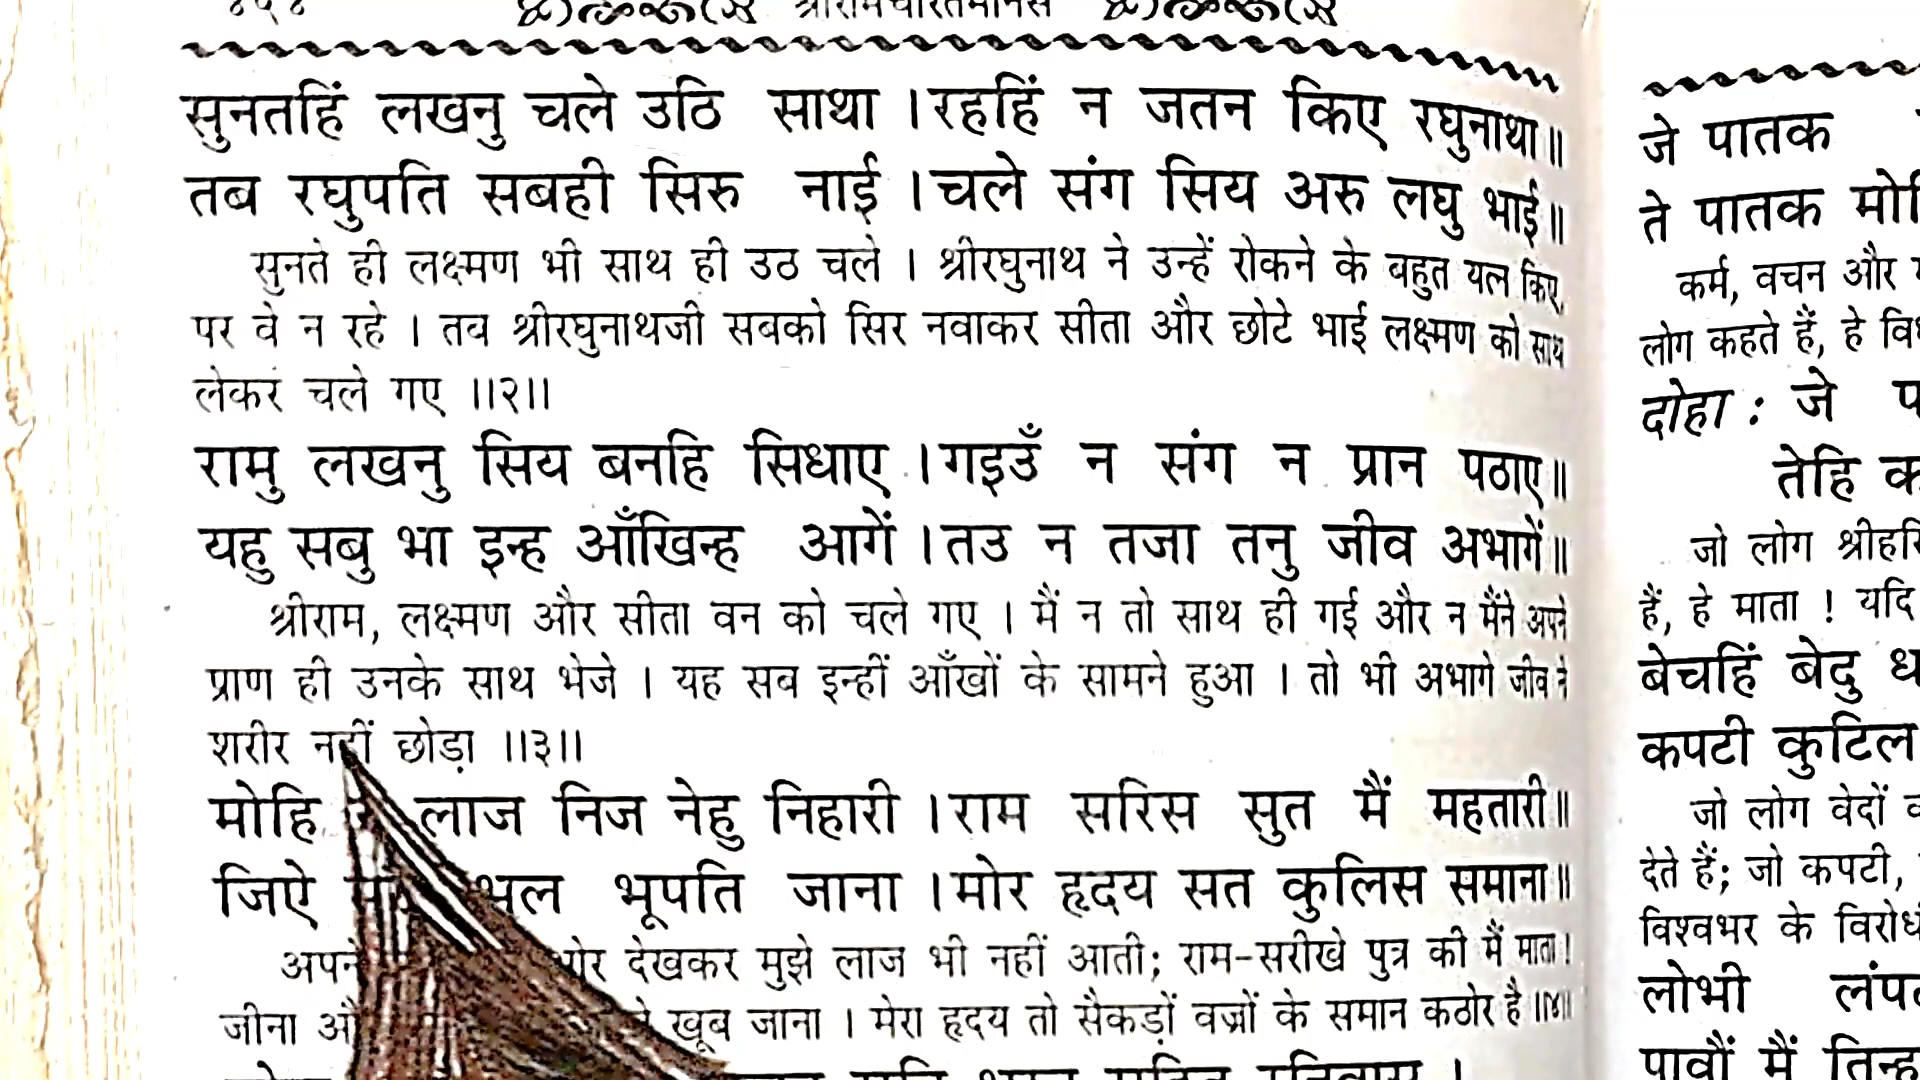 श्रीरामचरितमानस
सुनतहिं लखनु चले उठि साथा । रहहिं न जतन किए रघुनाथा॥
तब रघुपति सबही सिरु नाई । चले संग सिय अरु लघु भाई॥
सुनते ही लक्ष्मण भी साथ ही उठ चले । श्रीरघुनाथ ने उन्हें रोकने के बहुत यत्न किए,
पर वे न रहे । तब श्रीरघुनाथजी सबको सिर नवाकर सीता और छोटे भाई लक्ष्मण को साथ
लेकर चले गए ॥२॥
रामु लखनु सिय बनहि सिधाए । गइउँ न संग न प्रान पठाए॥
यहु सबु भा इन्ह आँखिन्ह आगें । तउ न तजा तनु जीव अभागें॥
श्रीराम, लक्ष्मण और सीता वन को चले गए । मैं न तो साथ ही गई और न मैंने अपने
प्राण ही उनके साथ भेजे । यह सब इन्हीं आँखों के सामने हुआ । तो भी अभागे जीव ने
शरीर नहीं छोड़ा ॥३॥
मोहि लाज निज नेहु निहारी । राम सरिस सुत मैं महतारी॥
जिऐ भल भूपति जाना । मोर हृदय सत कुलिस समाना॥
देखकर मुझे लाज भी नहीं आती; राम-सरीखे पुत्र की मैं माता !
जीना खूब जाना । मेरा हृदय तो सैकड़ों वज्रों के समान कठोर है ॥४॥
जे पातक
ते पातक
कर्म, वचन और
लोग कहते हैं, हे
दोहा : जे
तेहि
जो लोग
हैं, हे माता ! यदि
बेचहिं बेदु
कपटी कुटिल
जो लोग वेदों
देते हैं; जो कपटी,
विश्वभर के
लोभी
पावौं मैं